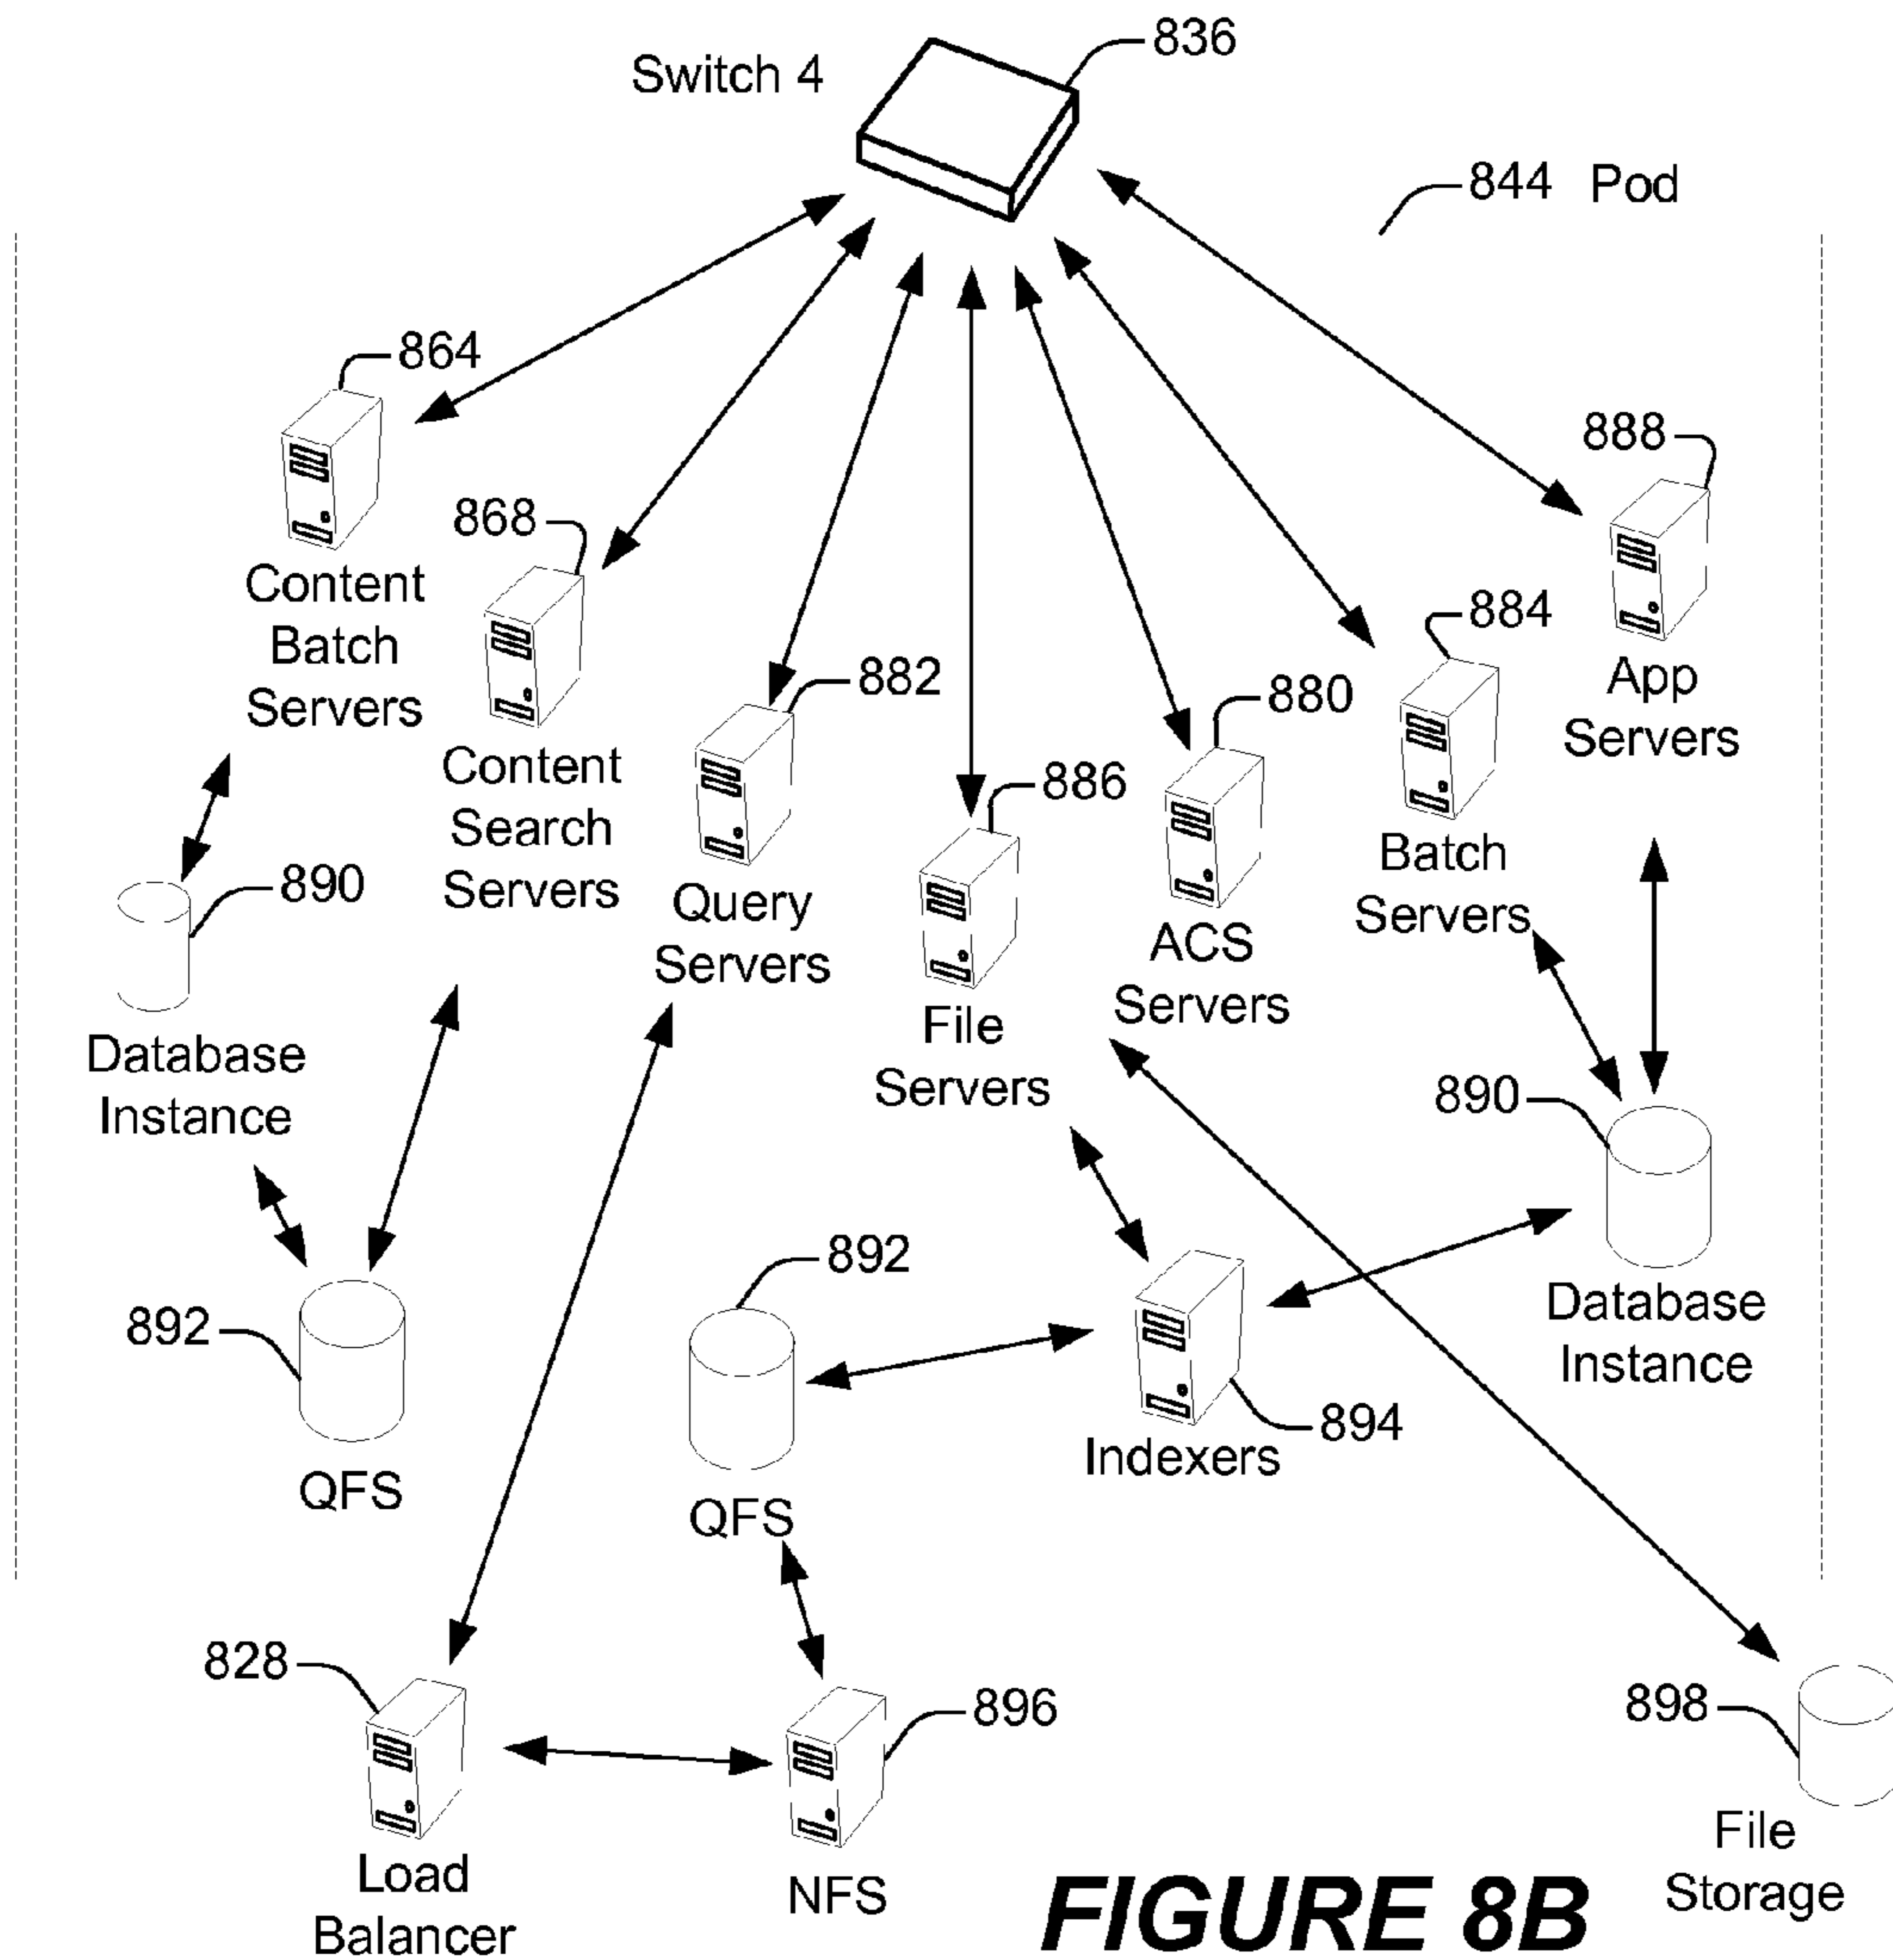 836
Switch 4
844 Pod
864
888
868
Content
Batch
Servers
884
882
880
App
Servers
Content
Search
Servers
886
Batch
Servers
890
Query
Servers
ACS
Servers
File
Servers
Database
Instance
890
892
892
Database
Instance
894
Indexers
QFS
QFS
828
896
898
Load
Balancer
NFS
File
Storage
FIGURE 8B